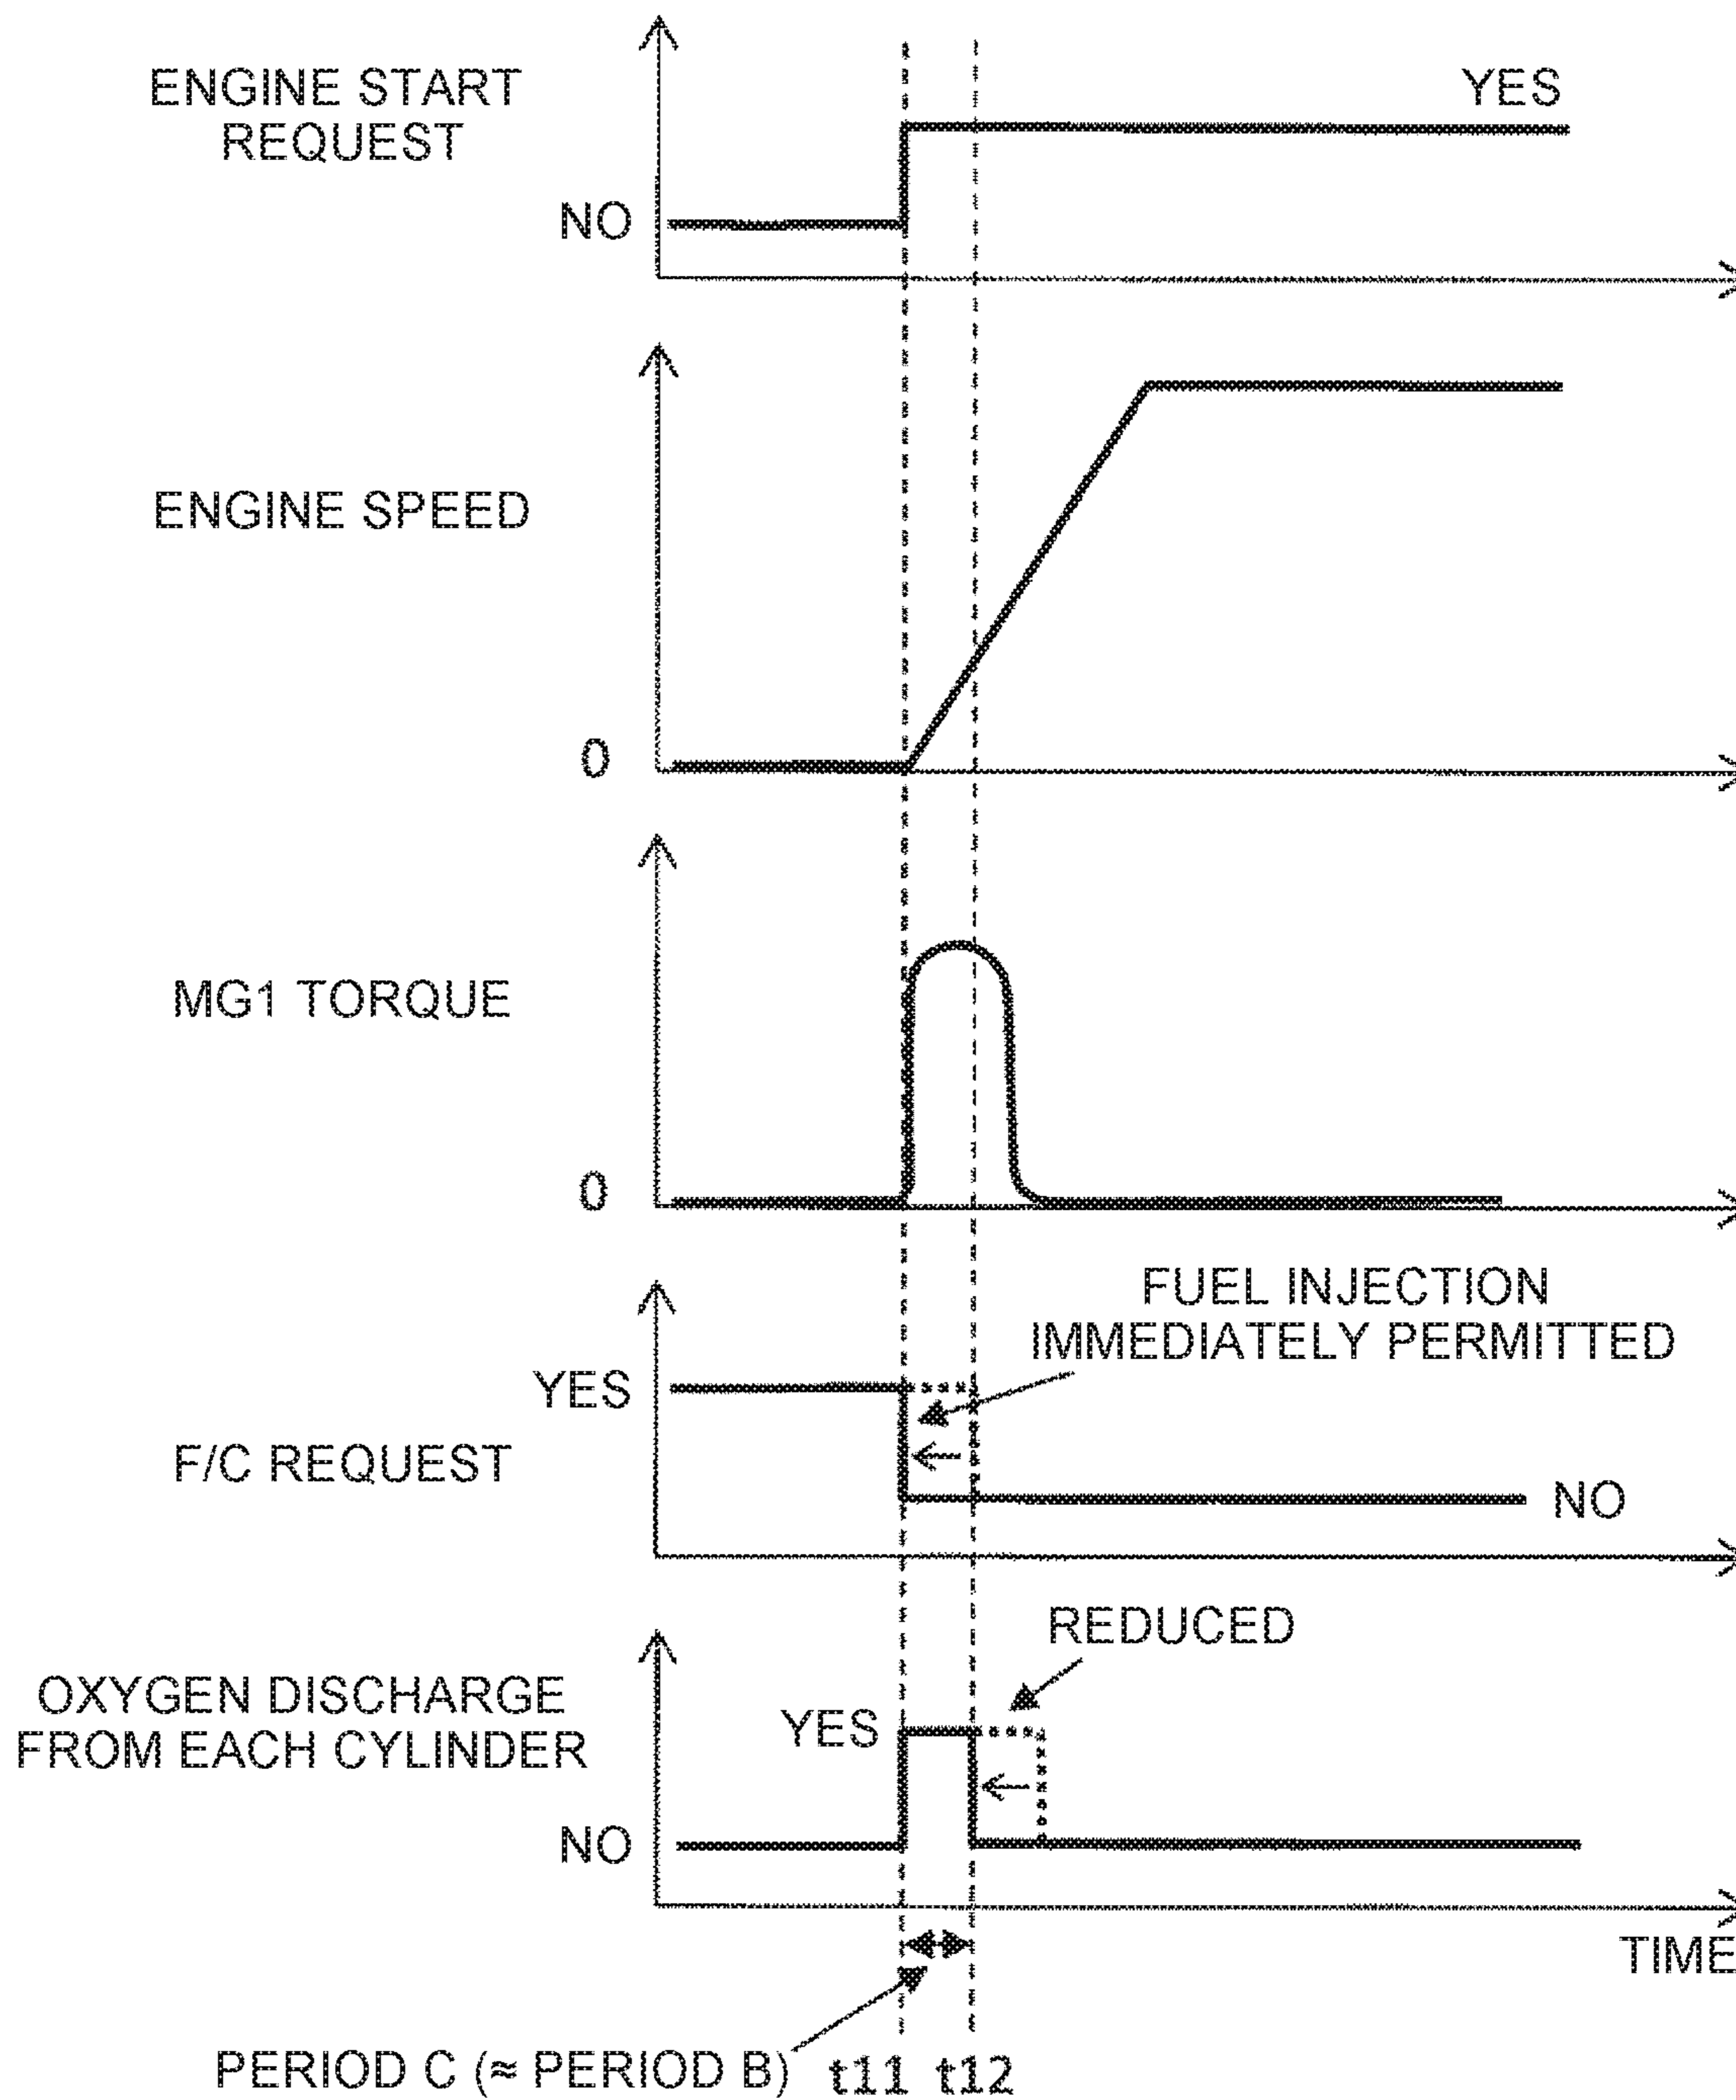 ENGINE START
REQUEST
YES
NO
ENGINE SPEED
0
MG1 TORQUE
0
FUEL INJECTION
IMMEDIATELY PERMITTED
YES
F/C REQUEST
NO
REDUCED
OXYGEN DISCHARGE
FROM EACH CYLINDER
YES
NO
TIME
PERIOD C (≈ PERIOD B) t11 t12